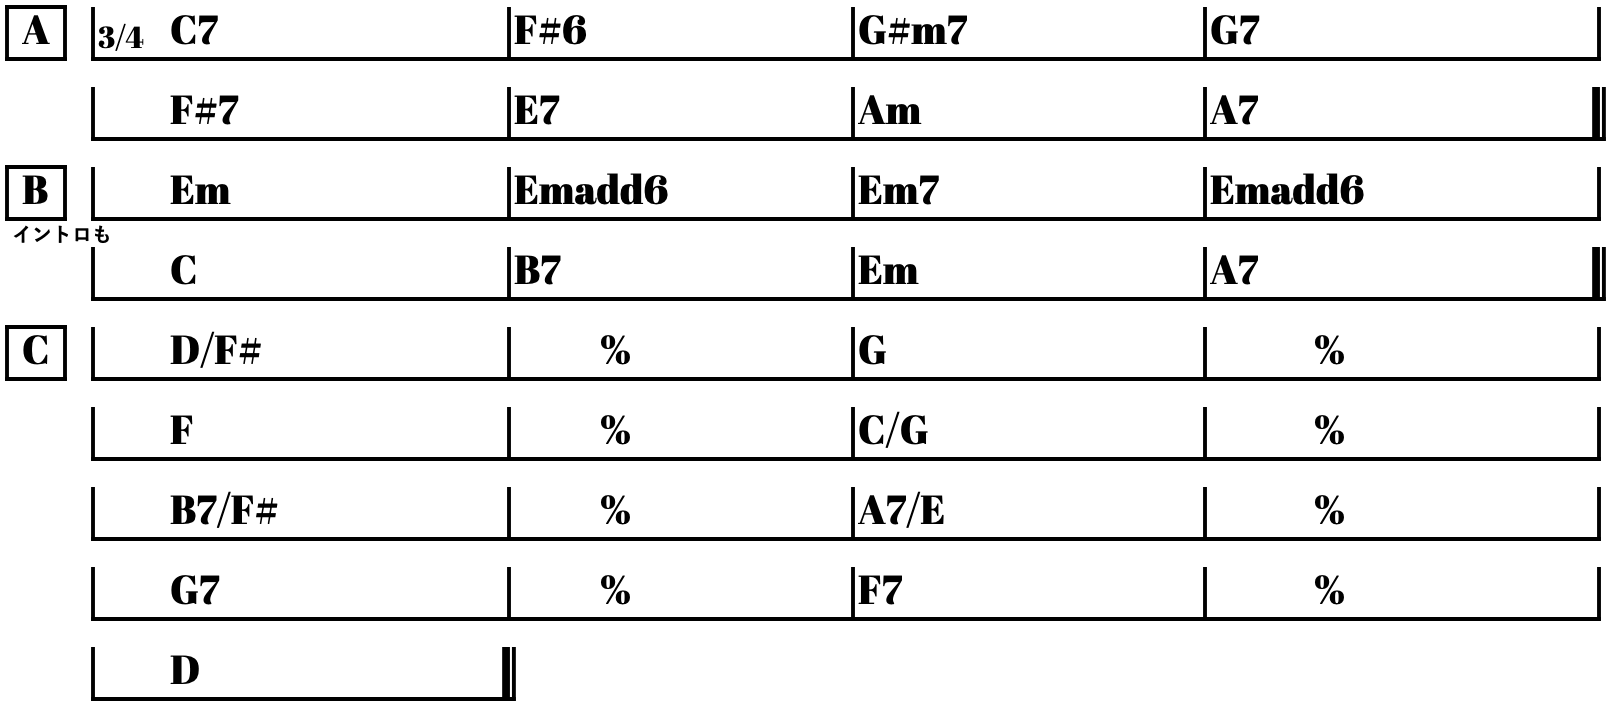 A 3/4 C7 F#6 G#m7 G7
F#7 E7 Am A7
B Em Emadd6 Em7 Emadd6
イントロも
C B7 Em A7
C D/F# % G %
F % C/G %
B7/F# % A7/E %
G7 % F7 %
D